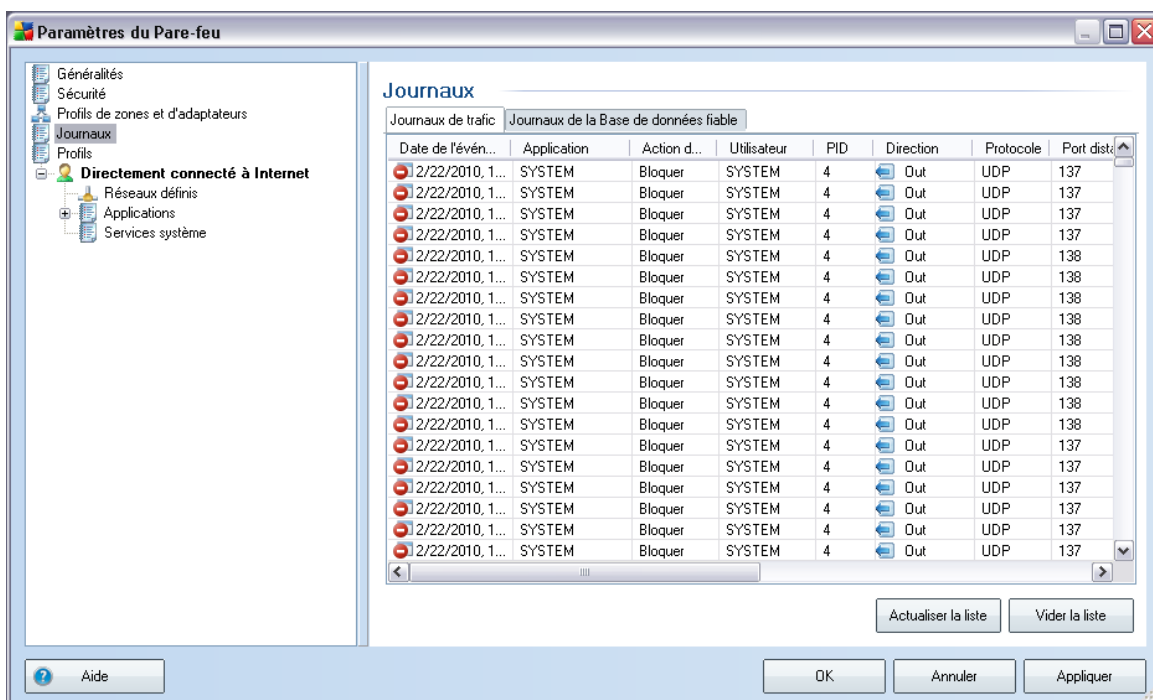 Paramètres du Pare-feu
Généralités
Sécurité
Profils de zones et d'adaptateurs
Journaux
Profils
Directement connecté à Internet
Réseaux définis
Applications
Services système
Journaux
Journaux de trafic Journaux de la Base de données fiable
Date de l'évén... Application Action d... Utilisateur PID Direction Protocole Port dista
2/22/2010, 1... SYSTEM Bloquer SYSTEM 4 Out UDP 137
2/22/2010, 1... SYSTEM Bloquer SYSTEM 4 Out UDP 137
2/22/2010, 1... SYSTEM Bloquer SYSTEM 4 Out UDP 137
2/22/2010, 1... SYSTEM Bloquer SYSTEM 4 Out UDP 137
2/22/2010, 1... SYSTEM Bloquer SYSTEM 4 Out UDP 138
2/22/2010, 1... SYSTEM Bloquer SYSTEM 4 Out UDP 138
2/22/2010, 1... SYSTEM Bloquer SYSTEM 4 Out UDP 138
2/22/2010, 1... SYSTEM Bloquer SYSTEM 4 Out UDP 138
2/22/2010, 1... SYSTEM Bloquer SYSTEM 4 Out UDP 138
2/22/2010, 1... SYSTEM Bloquer SYSTEM 4 Out UDP 138
2/22/2010, 1... SYSTEM Bloquer SYSTEM 4 Out UDP 138
2/22/2010, 1... SYSTEM Bloquer SYSTEM 4 Out UDP 138
2/22/2010, 1... SYSTEM Bloquer SYSTEM 4 Out UDP 138
2/22/2010, 1... SYSTEM Bloquer SYSTEM 4 Out UDP 137
2/22/2010, 1... SYSTEM Bloquer SYSTEM 4 Out UDP 137
2/22/2010, 1... SYSTEM Bloquer SYSTEM 4 Out UDP 137
2/22/2010, 1... SYSTEM Bloquer SYSTEM 4 Out UDP 137
2/22/2010, 1... SYSTEM Bloquer SYSTEM 4 Out UDP 137
2/22/2010, 1... SYSTEM Bloquer SYSTEM 4 Out UDP 137
Actualiser la liste Vider la liste
Aide OK Annuler Appliquer